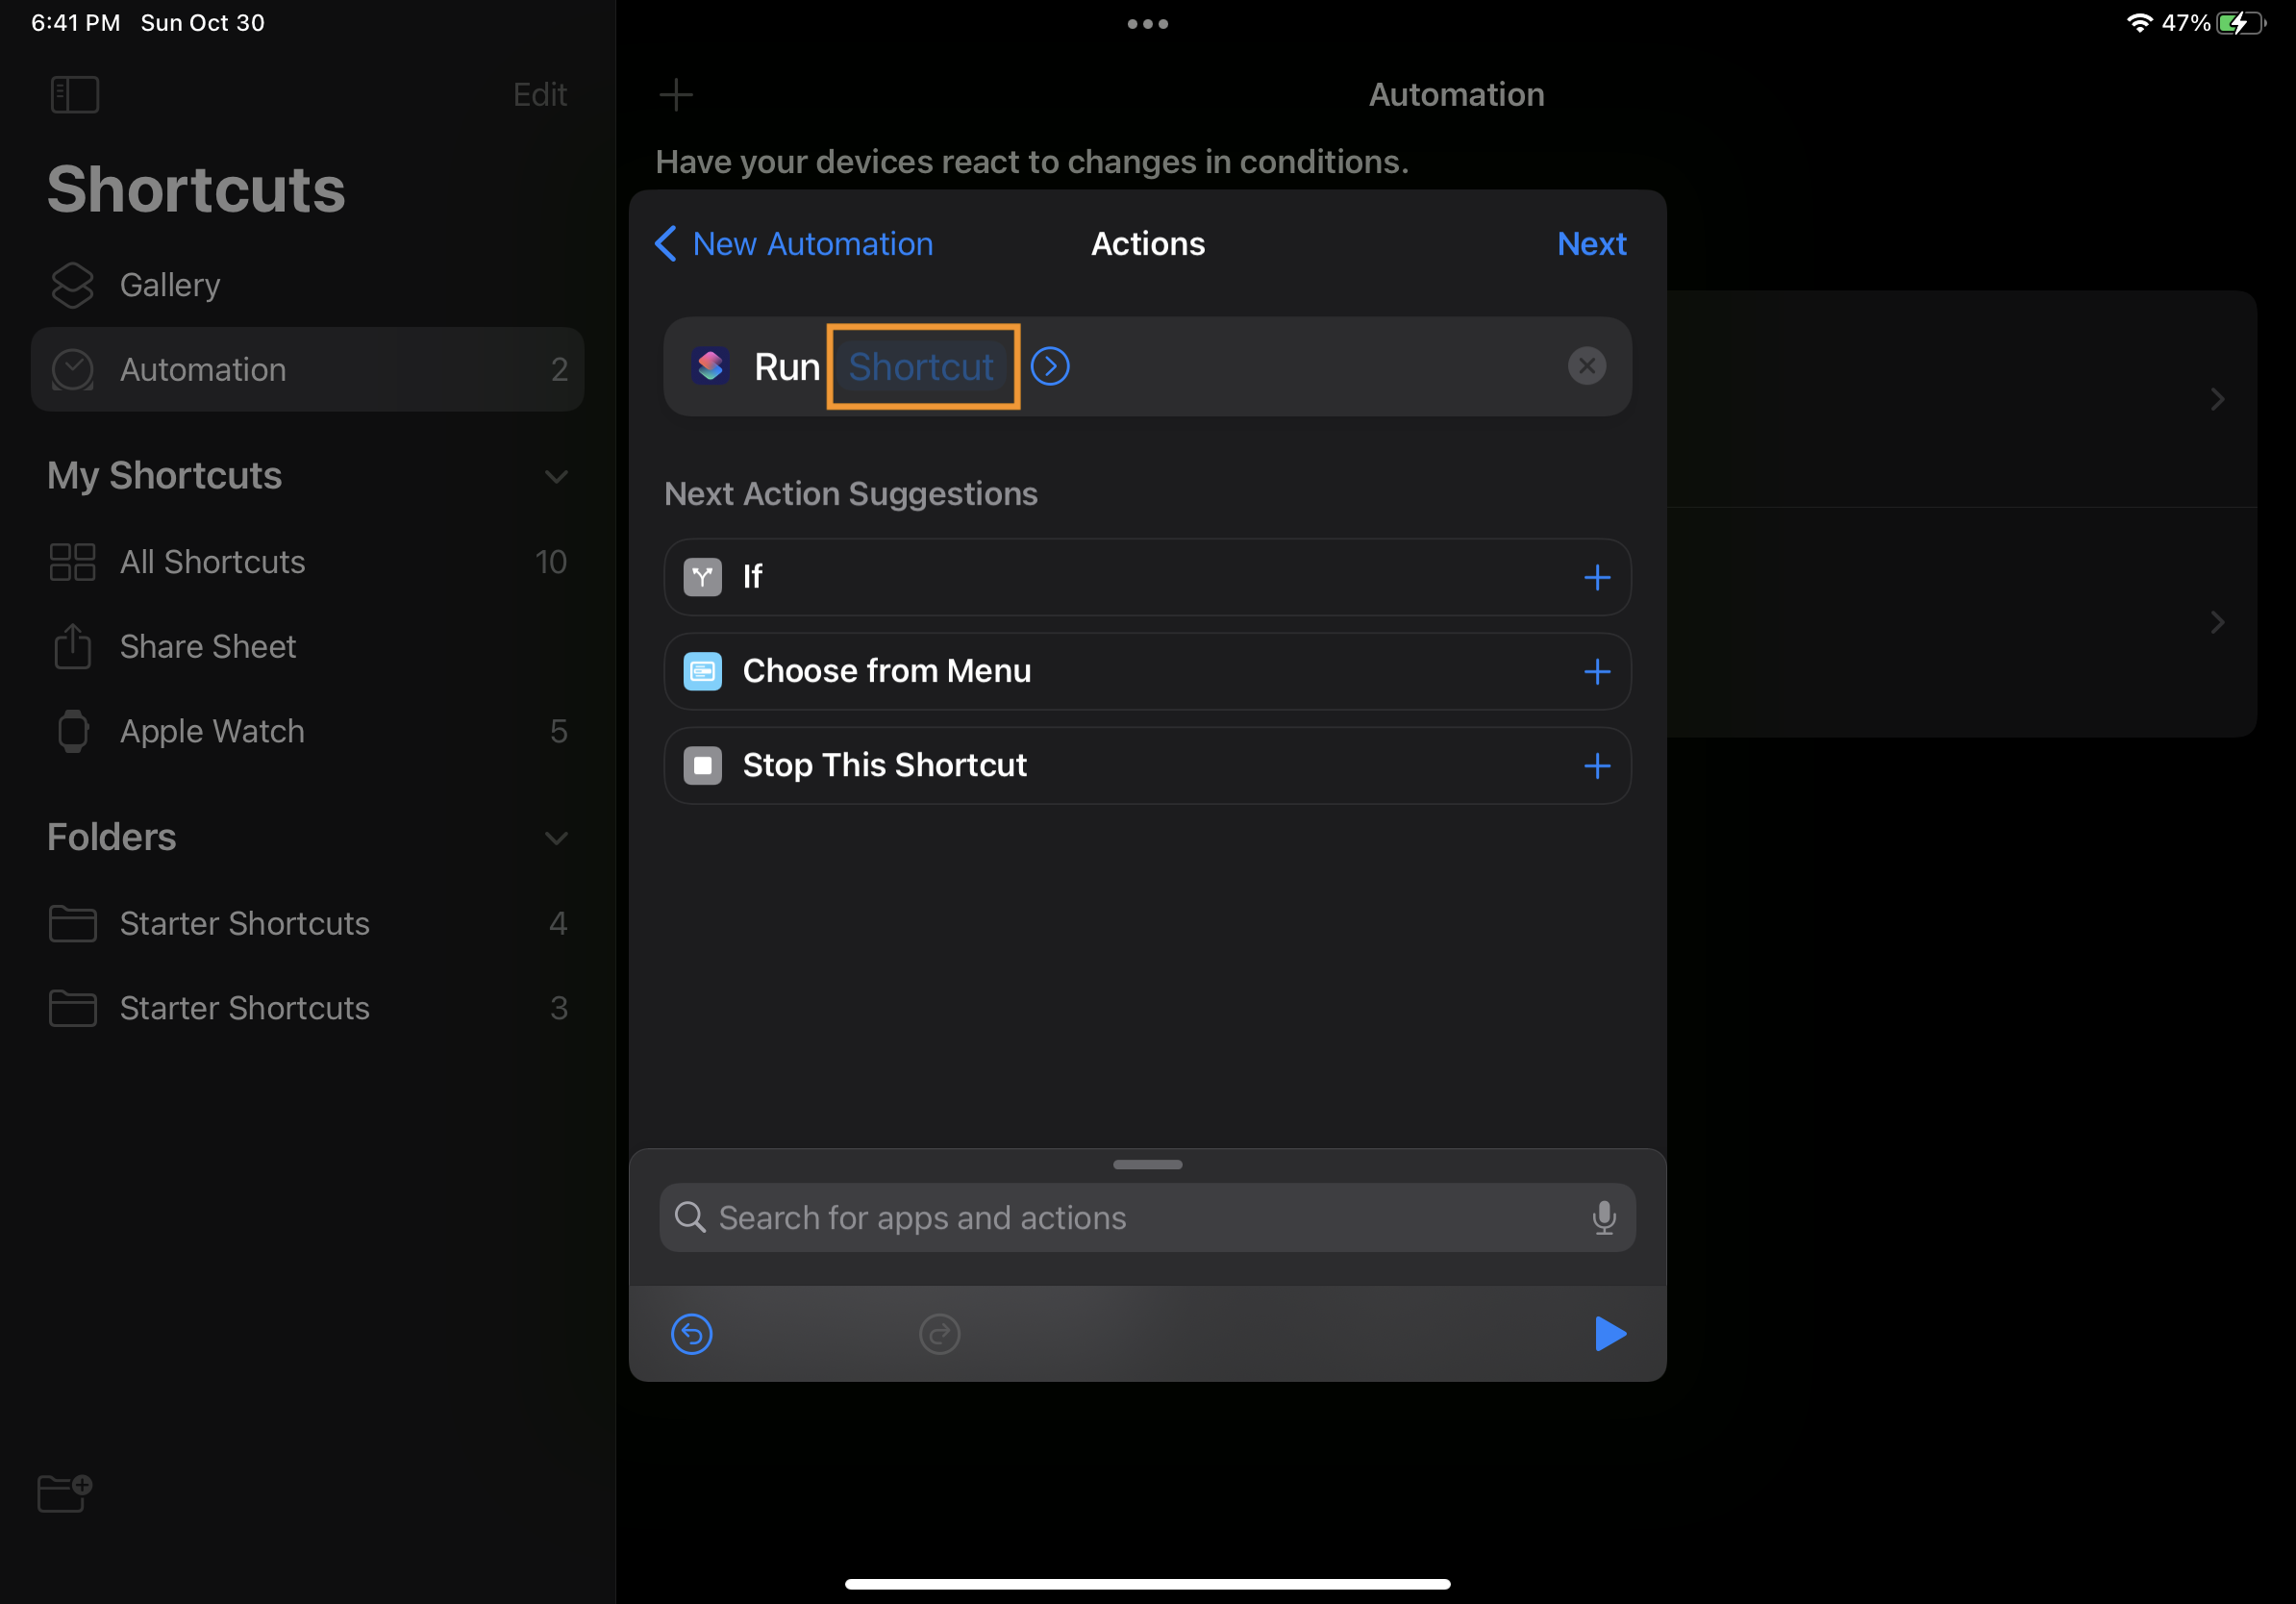 6:41 PM Sun Oct 30
47%
Edit
Shortcuts
Gallery
Automation 2
My Shortcuts
All Shortcuts 10
Share Sheet
Apple Watch 5
Folders
Starter Shortcuts 4
Starter Shortcuts 3
Automation
Have your devices react to changes in conditions.
New Automation Actions Next
Run Shortcut
Next Action Suggestions
If
Choose from Menu
Stop This Shortcut
Search for apps and actions